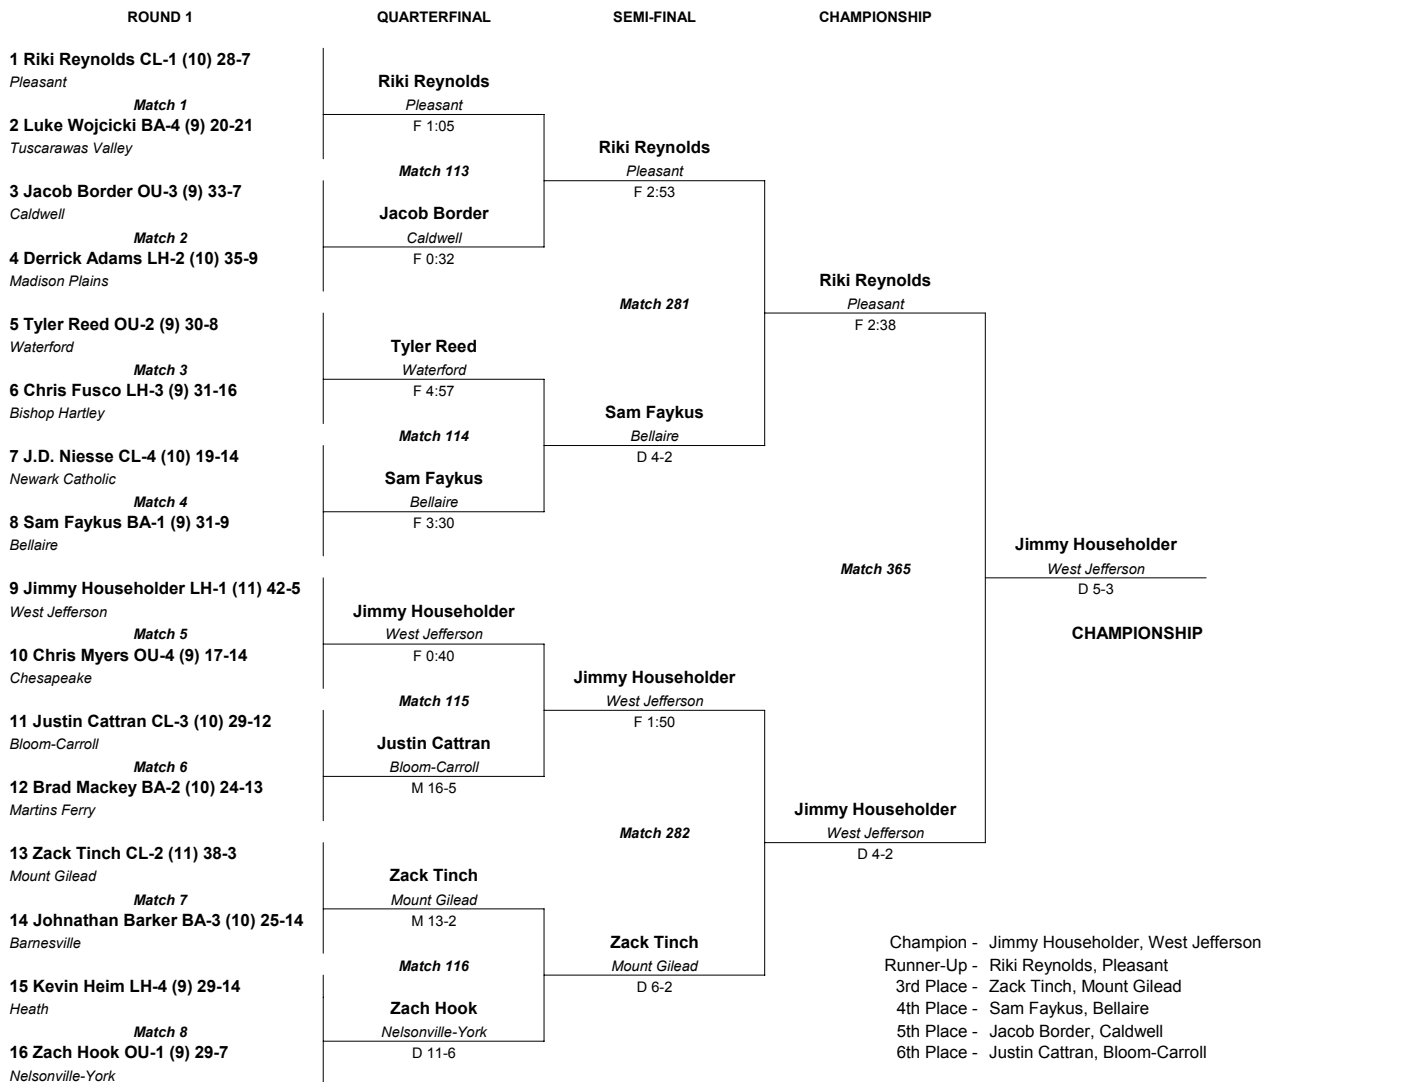 ROUND 1 QUARTERFINAL SEMI-FINAL CHAMPIONSHIP
1 Riki Reynolds CL-1 (10) 28-7
Pleasant
Match 1
2 Luke Wojcicki BA-4 (9) 20-21
Tuscarawas Valley
3 Jacob Border OU-3 (9) 33-7
Caldwell
Match 2
4 Derrick Adams LH-2 (10) 35-9
Madison Plains
5 Tyler Reed OU-2 (9) 30-8
Waterford
Match 3
6 Chris Fusco LH-3 (9) 31-16
Bishop Hartley
7 J.D. Niesse CL-4 (10) 19-14
Newark Catholic
Match 4
8 Sam Faykus BA-1 (9) 31-9
Bellaire
9 Jimmy Householder LH-1 (11) 42-5
West Jefferson
Match 5
10 Chris Myers OU-4 (9) 17-14
Chesapeake
11 Justin Cattran CL-3 (10) 29-12
Bloom-Carroll
Match 6
12 Brad Mackey BA-2 (10) 24-13
Martins Ferry
13 Zack Tinch CL-2 (11) 38-3
Mount Gilead
Match 7
14 Johnathan Barker BA-3 (10) 25-14
Barnesville
15 Kevin Heim LH-4 (9) 29-14
Heath
Match 8
16 Zach Hook OU-1 (9) 29-7
Nelsonville-York
Riki Reynolds
Pleasant
F 1:05
Match 113
Jacob Border
Caldwell
F 0:32
Tyler Reed
Waterford
F 4:57
Match 114
Sam Faykus
Bellaire
F 3:30
Jimmy Householder
West Jefferson
F 0:40
Match 115
Justin Cattran
Bloom-Carroll
M 16-5
Zack Tinch
Mount Gilead
M 13-2
Match 116
Zach Hook
Nelsonville-York
D 11-6
Riki Reynolds
Pleasant
F 2:53
Match 281
Sam Faykus
Bellaire
D 4-2
Jimmy Householder
West Jefferson
F 1:50
Match 282
Zack Tinch
Mount Gilead
D 6-2
Riki Reynolds
Pleasant
F 2:38
Match 365
Jimmy Householder
West Jefferson
D 4-2
Jimmy Householder
West Jefferson
D 5-3
CHAMPIONSHIP
Champion - Jimmy Householder, West Jefferson
Runner-Up - Riki Reynolds, Pleasant
3rd Place - Zack Tinch, Mount Gilead
4th Place - Sam Faykus, Bellaire
5th Place - Jacob Border, Caldwell
6th Place - Justin Cattran, Bloom-Carroll